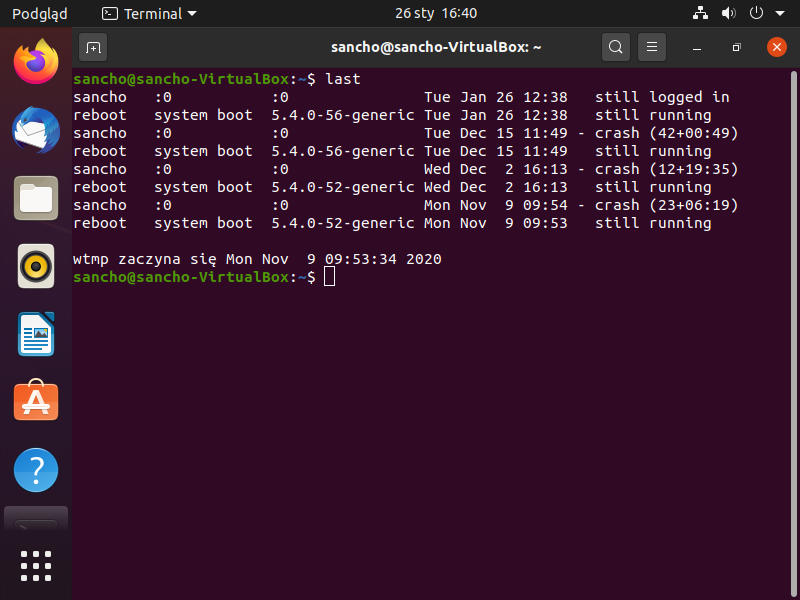 Podgląd Terminal 26 sty 16:40
sancho@sancho-VirtualBox: ~
sancho@sancho-VirtualBox:~$ last
sancho   :0           :0               Tue Jan 26 12:38   still logged in
reboot   system boot  5.4.0-56-generic Tue Jan 26 12:38   still running
sancho   :0           :0               Tue Dec 15 11:49 - crash (42+00:49)
reboot   system boot  5.4.0-56-generic Tue Dec 15 11:49   still running
sancho   :0           :0               Wed Dec  2 16:13 - crash (12+19:35)
reboot   system boot  5.4.0-52-generic Wed Dec  2 16:13   still running
sancho   :0           :0               Mon Nov  9 09:54 - crash (23+06:19)
reboot   system boot  5.4.0-52-generic Mon Nov  9 09:53   still running
wtmp zaczyna się Mon Nov  9 09:53:34 2020
sancho@sancho-VirtualBox:~$